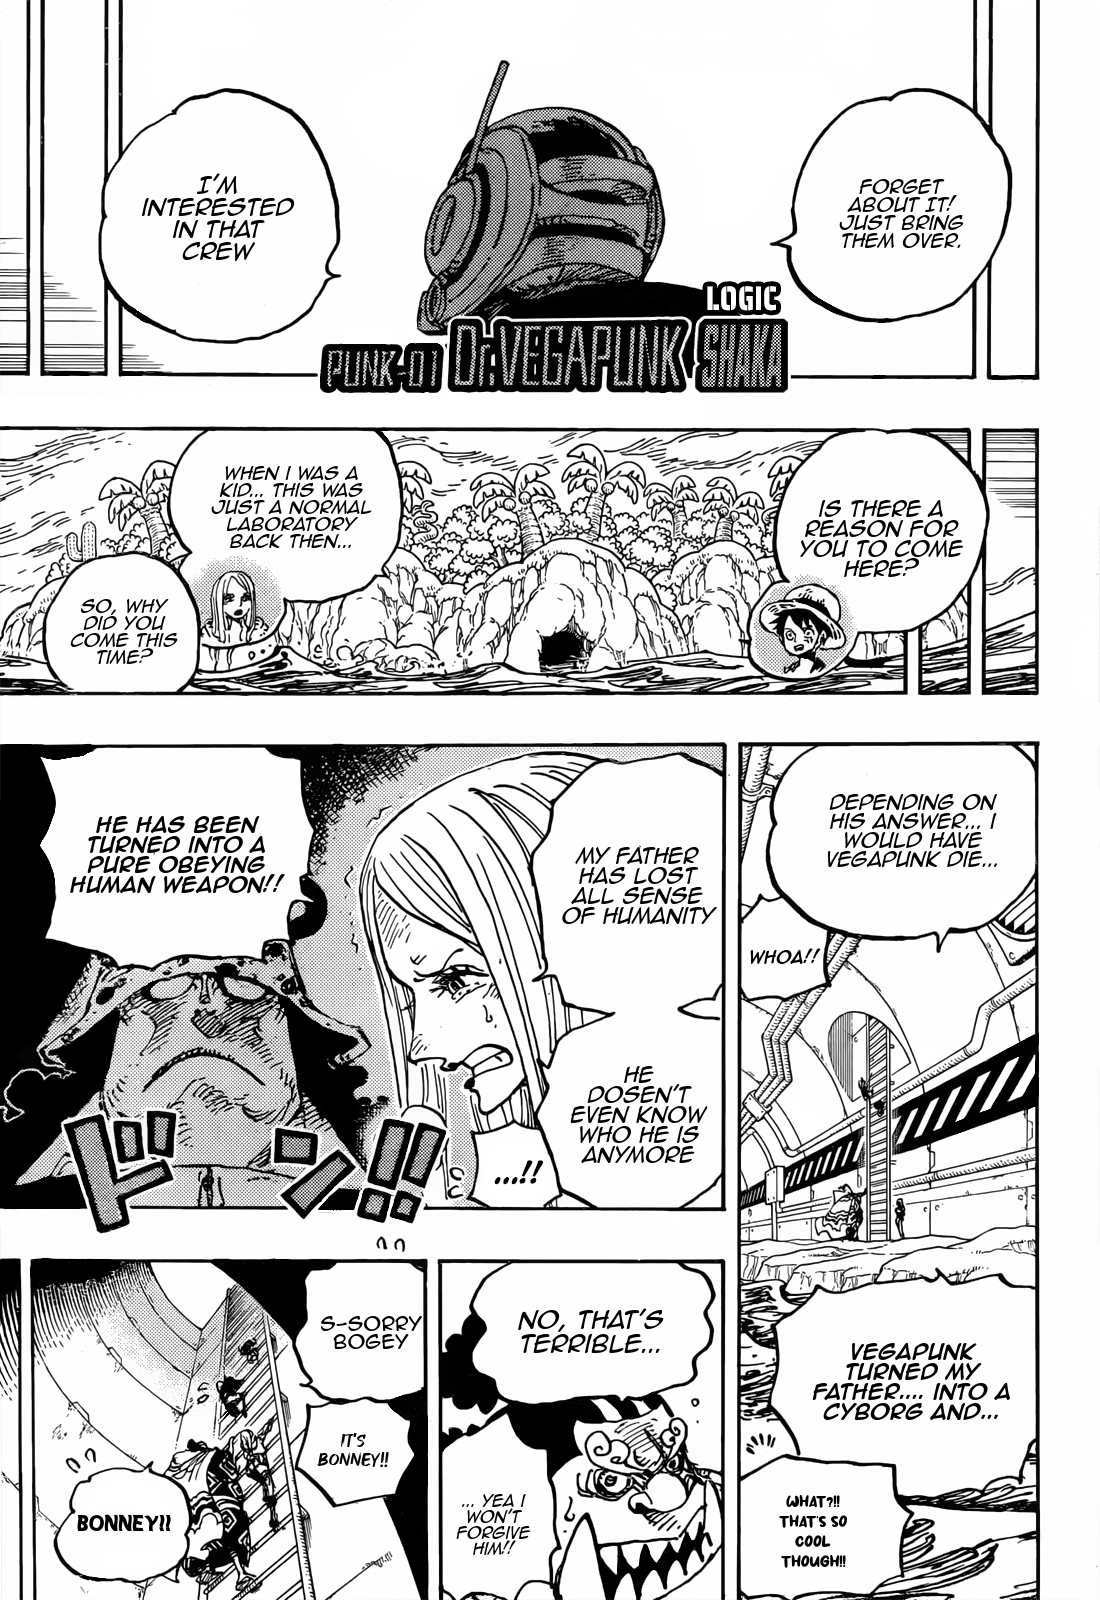 FORGET
ABOUT IT!
JUST BRING
THEM OVER.
I'M
INTERESTED
IN THAT
CREW
LOGIC
PUNK-01 Dr.VEGAPUNK SHAKA
IS THERE A
REASON FOR
YOU TO COME
HERE?
WHEN I WAS A
KID... THIS WAS
JUST A NORMAL
LABORATORY
BACK THEN...
SO, WHY
DID YOU
COME THIS
TIME?
DEPENDING ON
HIS ANSWER... I
WOULD HAVE
VEGAPUNK DIE...
WHOA!!
VEGAPUNK
TURNED MY
FATHER.... INTO A
CYBORG AND...
WHAT?!!
THAT'S SO
COOL
THOUGH!!
MY FATHER
HAS LOST
ALL SENSE
OF HUMANITY
HE
DOSEN'T
EVEN KNOW
WHO HE IS
ANYMORE
...!!
HE HAS BEEN
TURNED INTO A
PURE OBEYING
HUMAN WEAPON!!
ドン!!
NO, THAT'S
TERRIBLE...
... YEA I
WON'T
FORGIVE
HIM!!
S-SORRY
BOGEY
IT'S
BONNEY!!
BONNEY!!